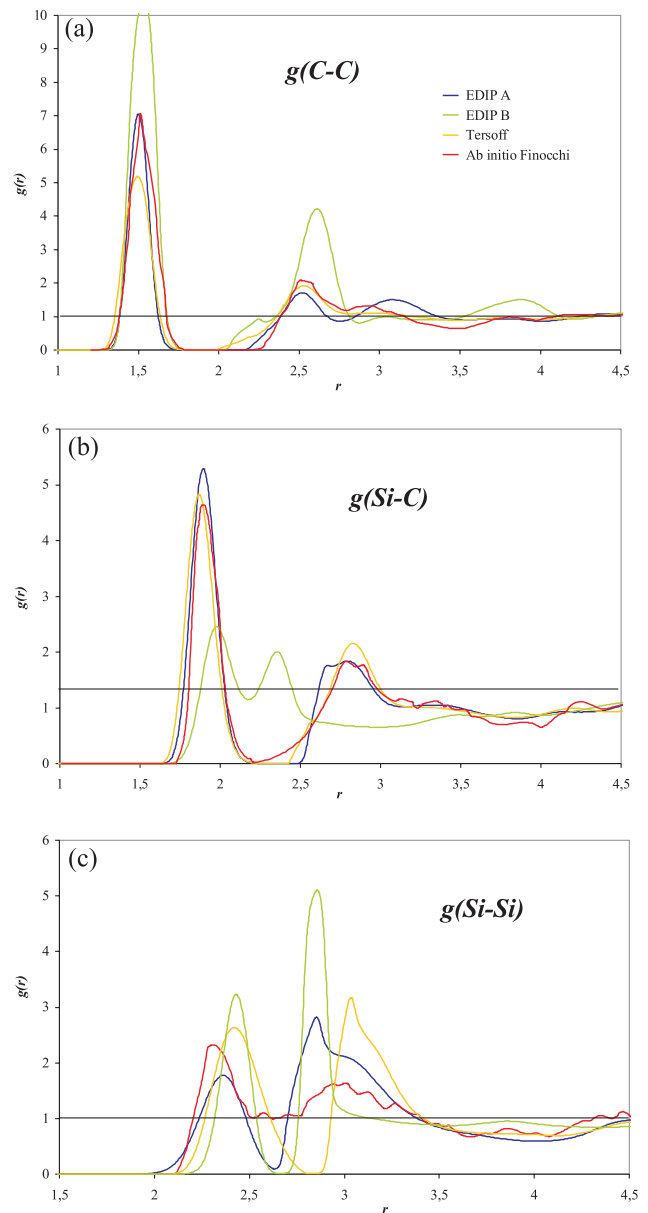 (a)
g(C-C)
EDIP A
EDIP B
Tersoff
Ab initio Finocchi
g(r)
10
9
8
7
6
5
4
3
2
1
0
1 1,5 2 2,5 3 3,5 4 4,5
r
(b)
g(Si-C)
g(r)
6
5
4
3
2
1
0
1 1,5 2 2,5 3 3,5 4 4,5
r
(c)
g(Si-Si)
g(r)
6
5
4
3
2
1
0
1,5 2 2,5 3 3,5 4 4,5
r